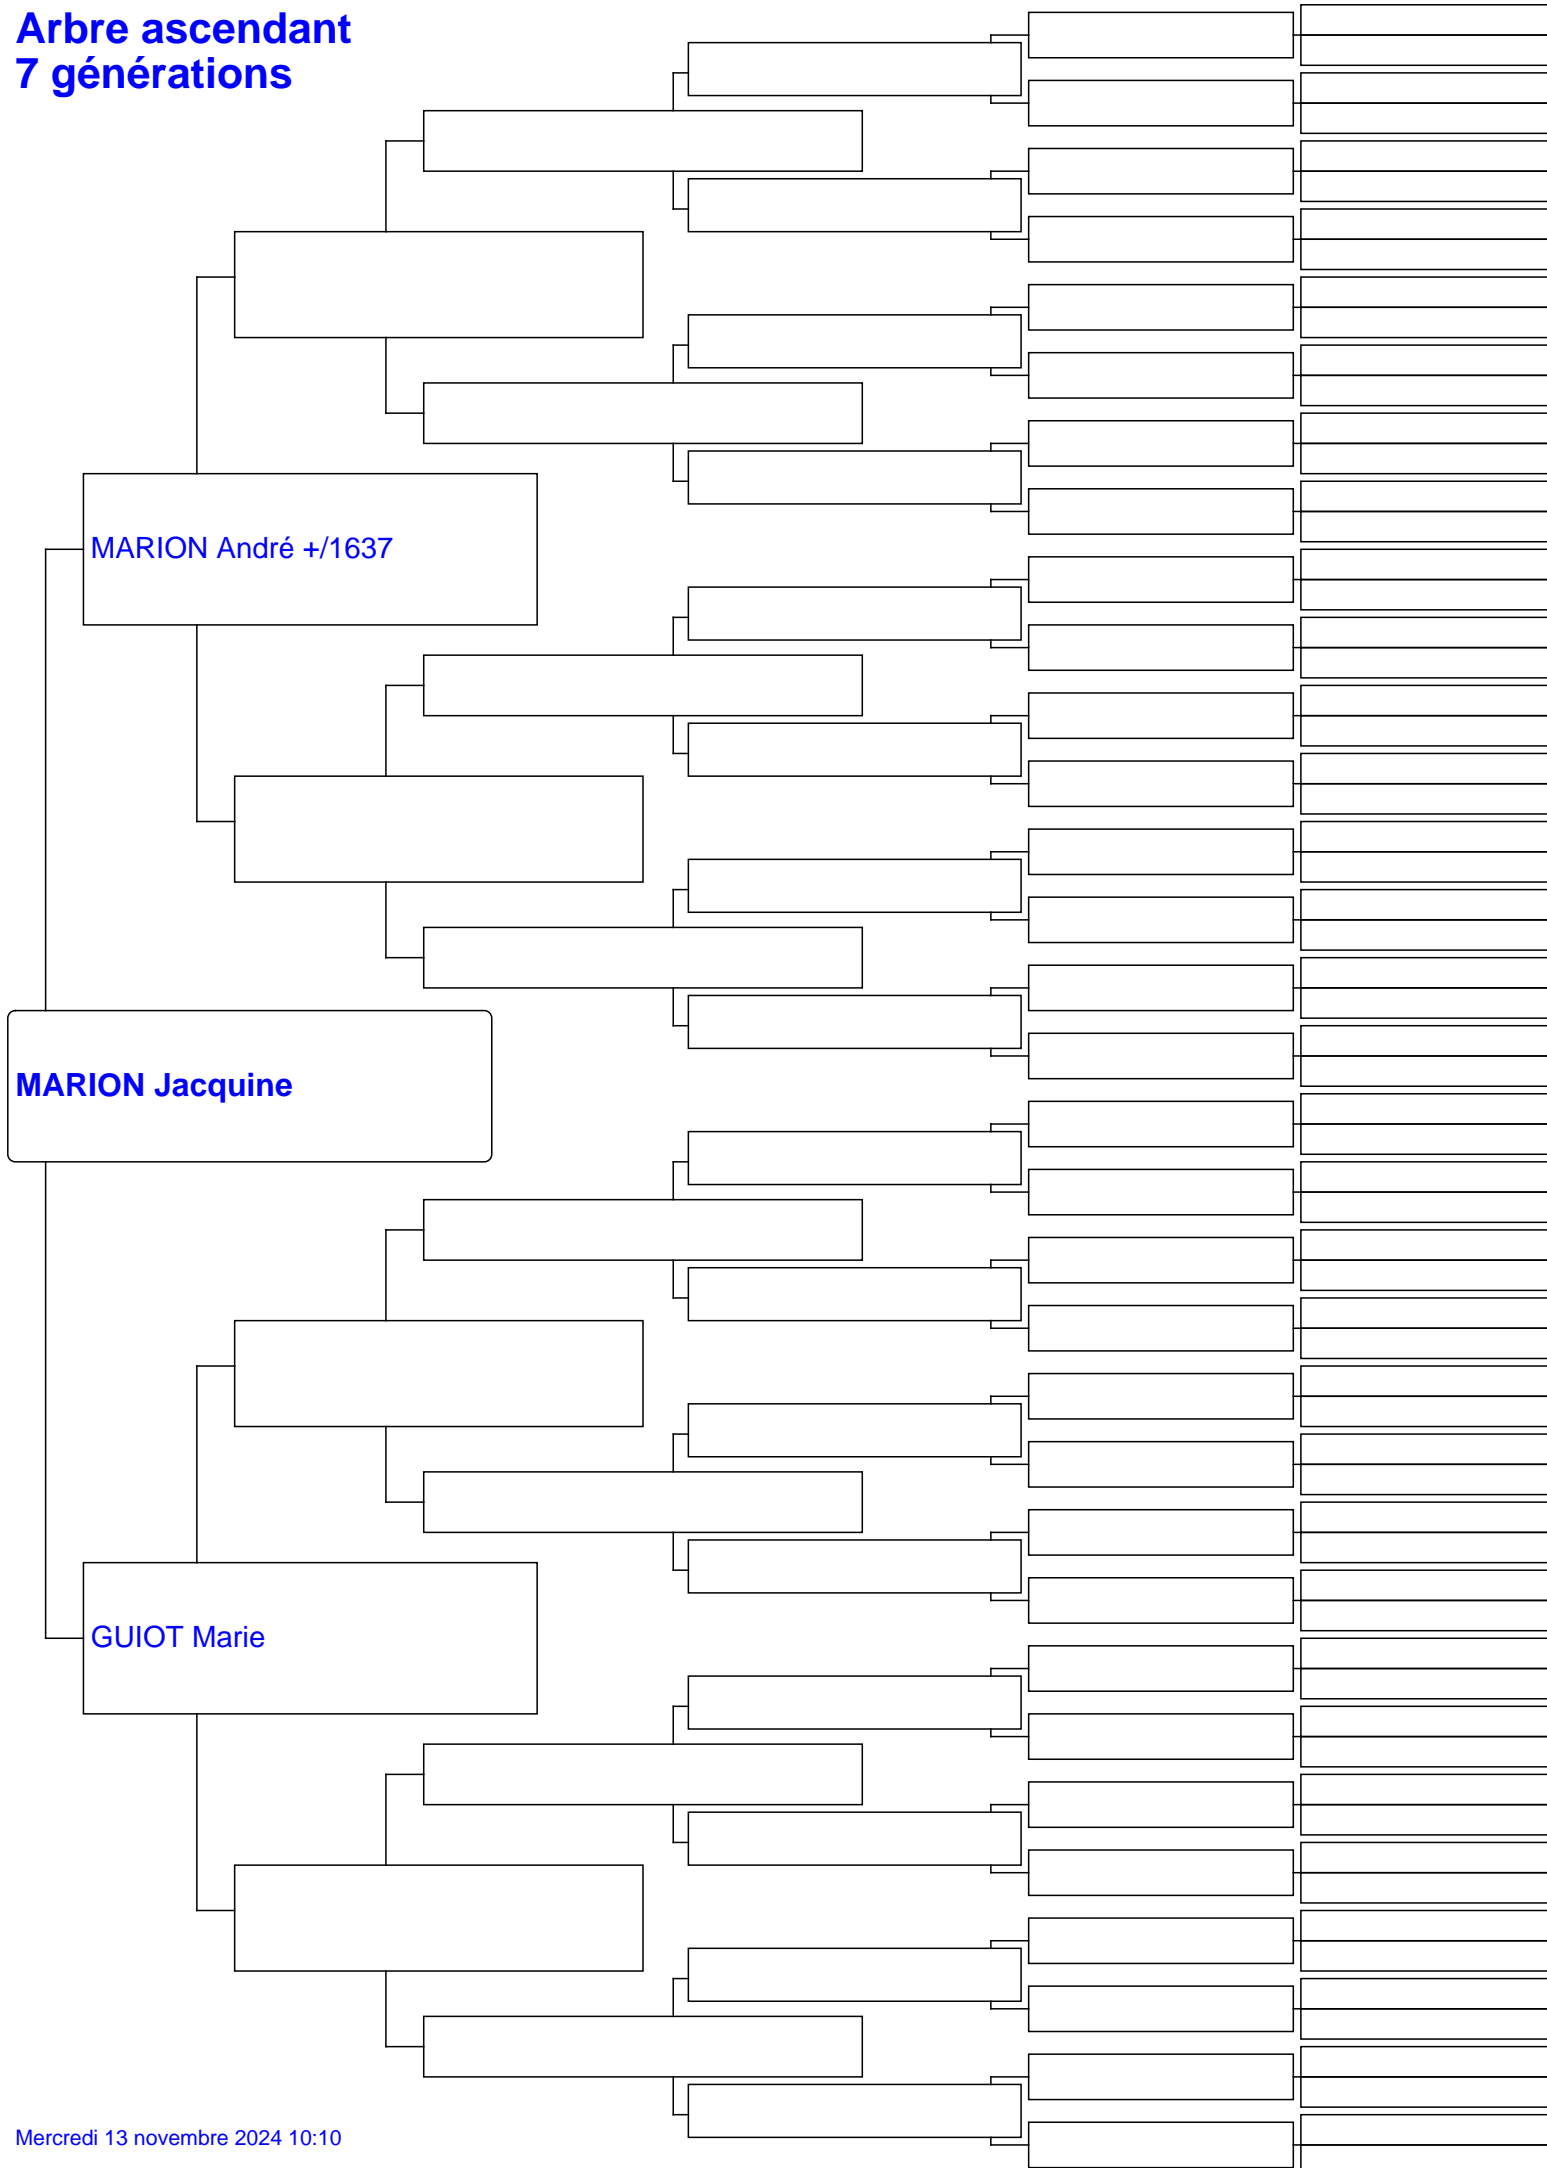 Arbre ascendant
7 générations
MARION André +/1637
MARION Jacquine
GUIOT Marie
Mercredi 13 novembre 2024 10:10